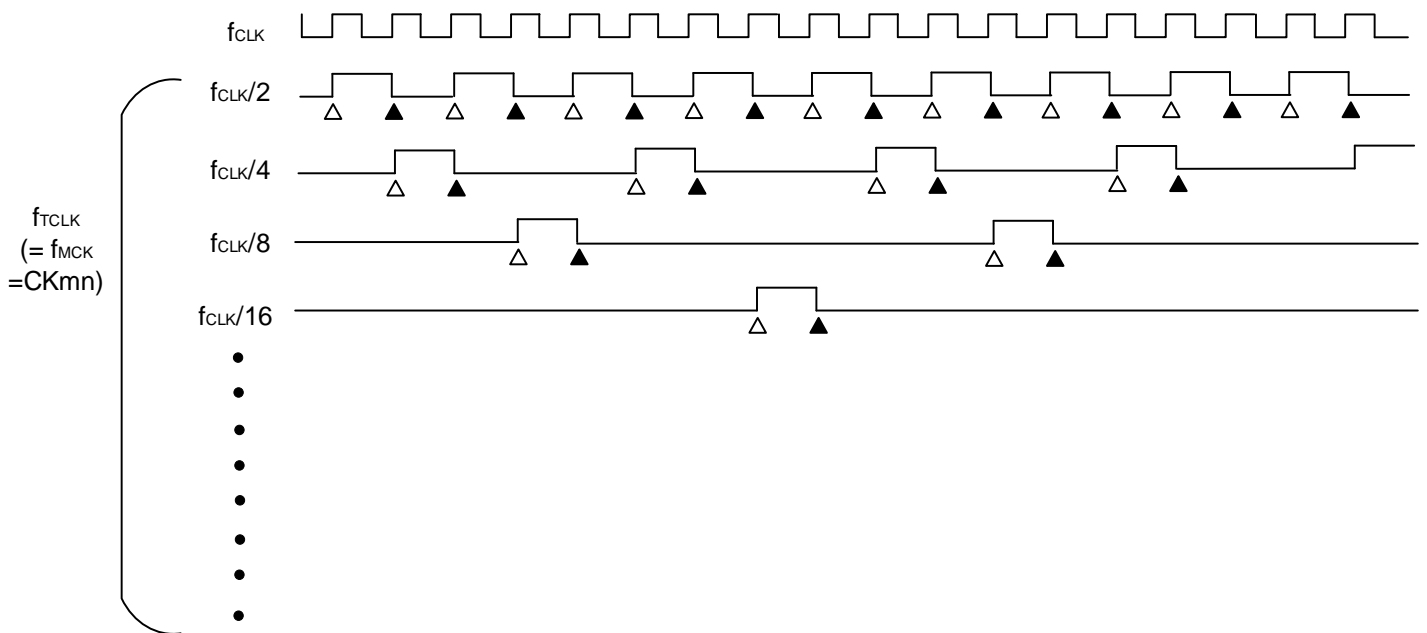 fCLK
fCLK/2
fCLK/4
fTCLK
(= fMCK
=CKmn)
fCLK/8
fCLK/16